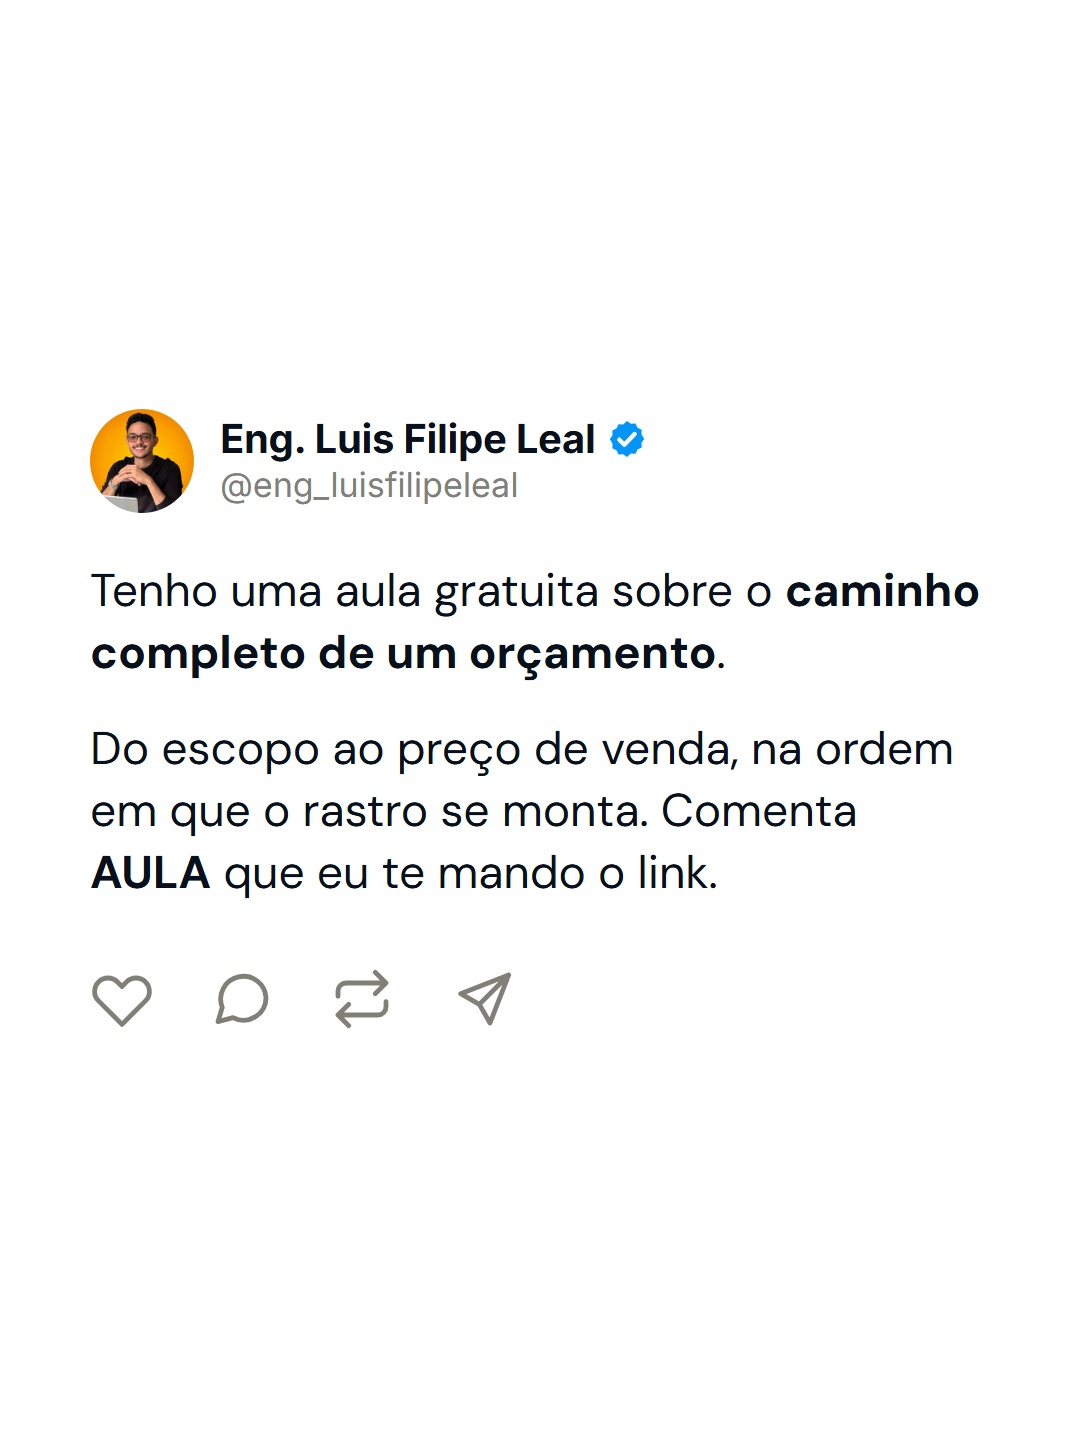 Eng. Luis Filipe Leal
@eng_luisfilipeleal
Tenho uma aula gratuita sobre o caminho
completo de um orçamento.
Do escopo ao preço de venda, na ordem
em que o rastro se monta. Comenta
AULA que eu te mando o link.